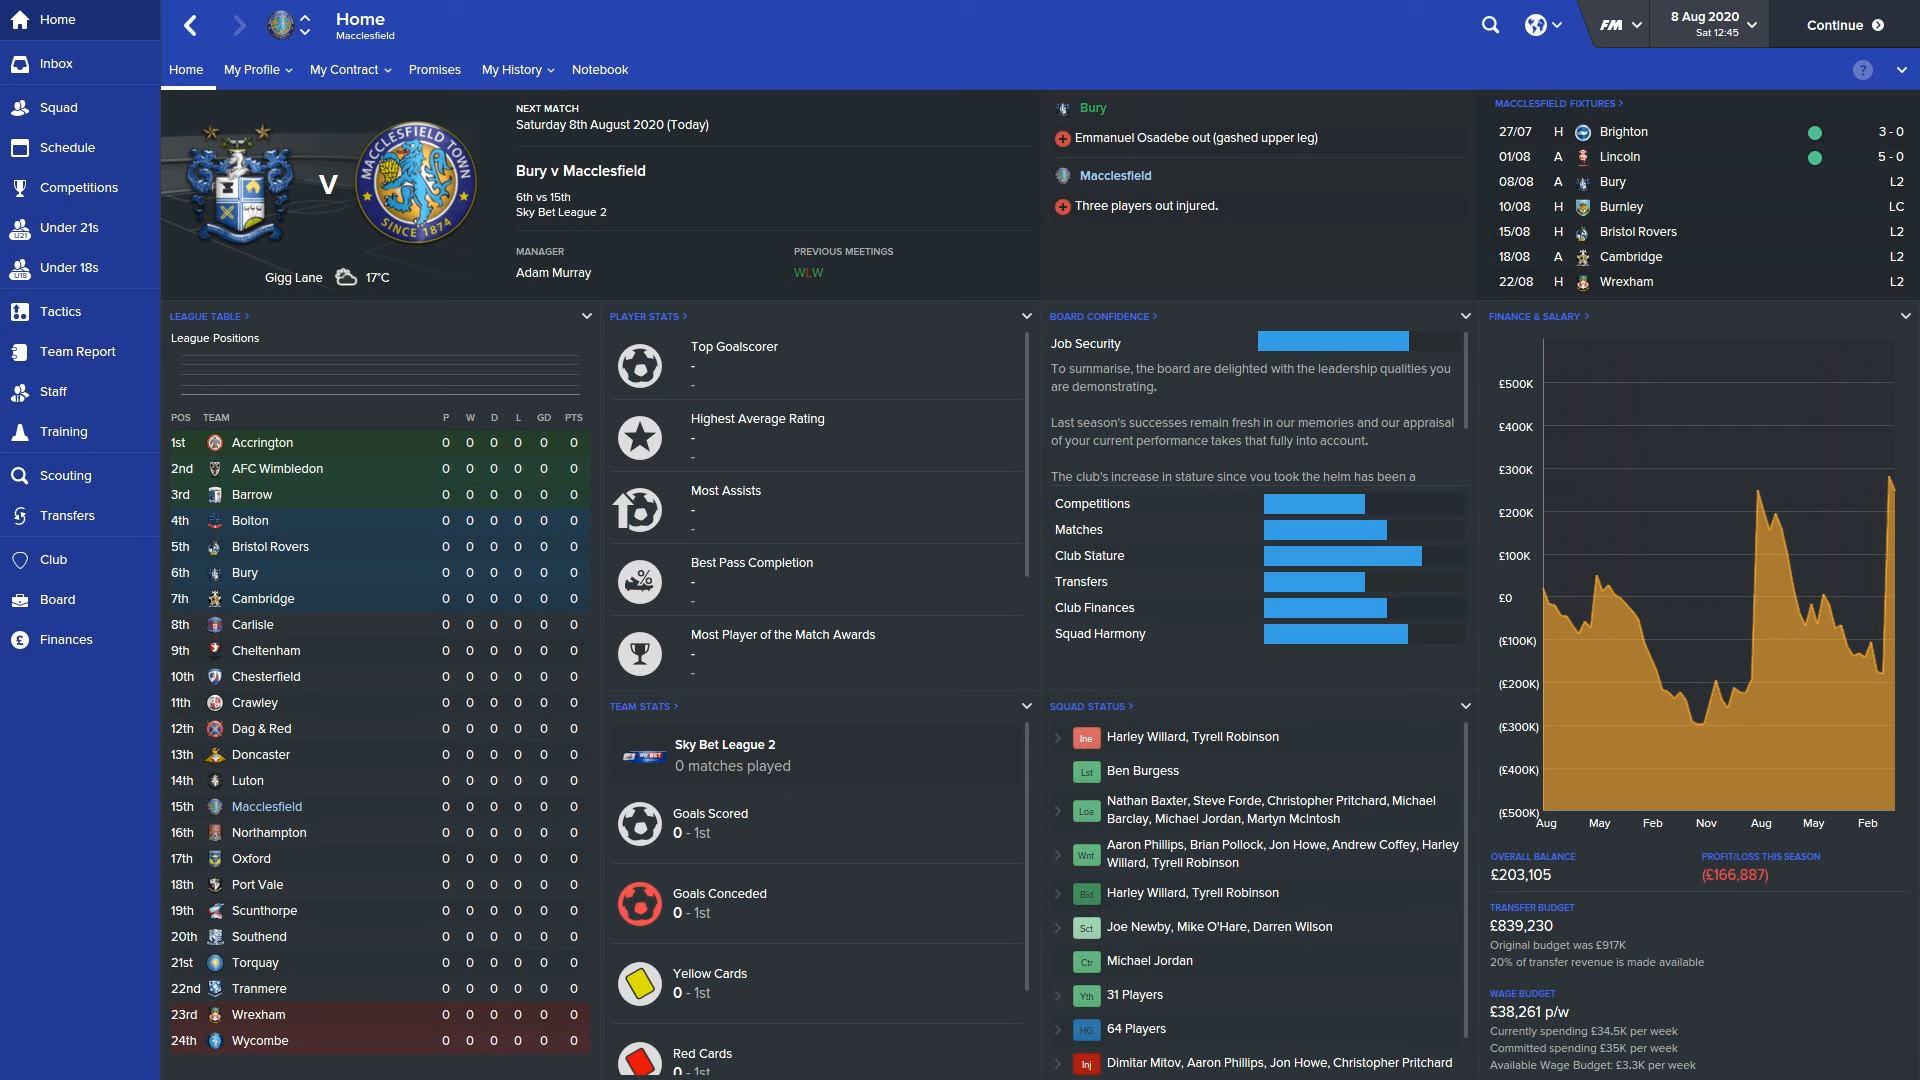 Home
Inbox
Squad
Schedule
Competitions
U21
Under 21s
U18
Under 18s
Tactics
Team Report
Staff
Training
Scouting
Transfers
Club
Board
Finances
Home
Macclesfield
FM
8 Aug 2020
Sat 12:45
Continue
Home My Profile My Contract Promises My History Notebook
?
MACCLESFIELD TOWN
SINCE 1874
V
Gigg Lane 17°C
NEXT MATCH
Saturday 8th August 2020 (Today)
Bury v Macclesfield
6th vs 15th
Sky Bet League 2
MANAGER PREVIOUS MEETINGS
Adam Murray WLW
Bury
Emmanuel Osadebe out (gashed upper leg)
Macclesfield
Three players out injured.
MACCLESFIELD FIXTURES >
27/07 H Brighton 3 - 0
01/08 A Lincoln 5 - 0
08/08 A Bury L2
10/08 H Burnley LC
15/08 H Bristol Rovers L2
18/08 A Cambridge L2
22/08 H Wrexham L2
LEAGUE TABLE >
League Positions
POS TEAM P W D L GD PTS
1st Accrington 0 0 0 0 0 0
2nd AFC Wimbledon 0 0 0 0 0 0
3rd Barrow 0 0 0 0 0 0
4th Bolton 0 0 0 0 0 0
5th Bristol Rovers 0 0 0 0 0 0
6th Bury 0 0 0 0 0 0
7th Cambridge 0 0 0 0 0 0
8th Carlisle 0 0 0 0 0 0
9th Cheltenham 0 0 0 0 0 0
10th Chesterfield 0 0 0 0 0 0
11th Crawley 0 0 0 0 0 0
12th Dag & Red 0 0 0 0 0 0
13th Doncaster 0 0 0 0 0 0
14th Luton 0 0 0 0 0 0
15th Macclesfield 0 0 0 0 0 0
16th Northampton 0 0 0 0 0 0
17th Oxford 0 0 0 0 0 0
18th Port Vale 0 0 0 0 0 0
19th Scunthorpe 0 0 0 0 0 0
20th Southend 0 0 0 0 0 0
21st Torquay 0 0 0 0 0 0
22nd Tranmere 0 0 0 0 0 0
23rd Wrexham 0 0 0 0 0 0
24th Wycombe 0 0 0 0 0 0
PLAYER STATS >
Top Goalscorer
-
-
Highest Average Rating
-
-
Most Assists
-
-
Best Pass Completion
-
-
Most Player of the Match Awards
-
-
TEAM STATS >
Sky Bet League 2
0 matches played
Goals Scored
0 - 1st
Goals Conceded
0 - 1st
Yellow Cards
0 - 1st
Red Cards
0 - 1st
BOARD CONFIDENCE >
Job Security
To summarise, the board are delighted with the leadership qualities you
are demonstrating.
Last season's successes remain fresh in our memories and our appraisal
of your current performance takes that fully into account.
The club's increase in stature since you took the helm has been a
Competitions
Matches
Club Stature
Transfers
Club Finances
Squad Harmony
SQUAD STATUS >
Ine Harley Willard, Tyrell Robinson
Lst Ben Burgess
Loa Nathan Baxter, Steve Forde, Christopher Pritchard, Michael
Barclay, Michael Jordan, Martyn McIntosh
Wnt Aaron Phillips, Brian Pollock, Jon Howe, Andrew Coffey, Harley
Willard, Tyrell Robinson
Bid Harley Willard, Tyrell Robinson
Sct Joe Newby, Mike O'Hare, Darren Wilson
Ctr Michael Jordan
Yth 31 Players
HG 64 Players
Inj Dimitar Mitov, Aaron Phillips, Jon Howe, Christopher Pritchard
FINANCE & SALARY >
£500K
£400K
£300K
£200K
£100K
£0
(£100K)
(£200K)
(£300K)
(£400K)
(£500K)
Aug May Feb Nov Aug May Feb
OVERALL BALANCE PROFIT/LOSS THIS SEASON
£203,105 (£166,887)
TRANSFER BUDGET
£839,230
Original budget was £917K
20% of transfer revenue is made available
WAGE BUDGET
£38,261 p/w
Currently spending £34.5K per week
Committed spending £35K per week
Available Wage Budget: £3.3K per week